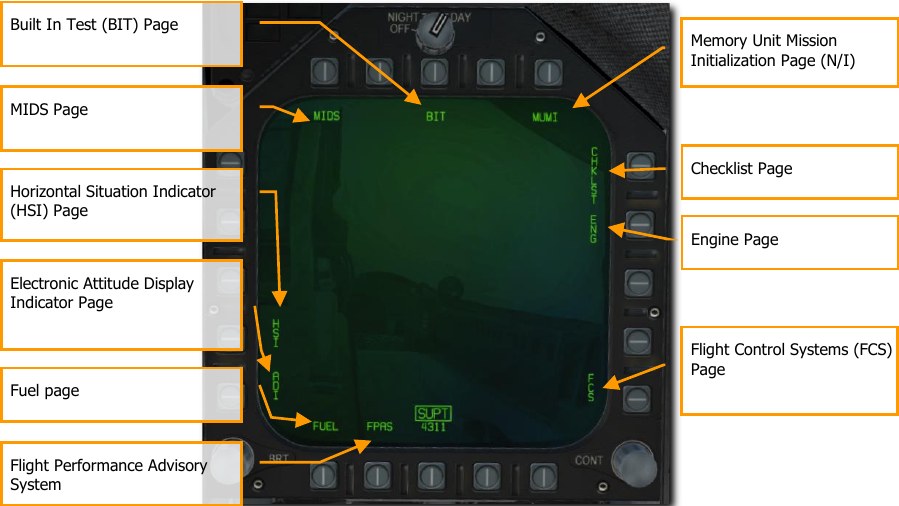 Built In Test (BIT) Page
MIDS Page
Horizontal Situation Indicator
(HSI) Page
Electronic Attitude Display
Indicator Page
Fuel page
Flight Performance Advisory
System
NIGHT DAY
OFF
MIDS BIT MUMI
CHKLST
ENG
HSI
ADI
FCS
SUPT
FUEL FPAS 4311
BRT CONT
Memory Unit Mission
Initialization Page (N/I)
Checklist Page
Engine Page
Flight Control Systems (FCS)
Page